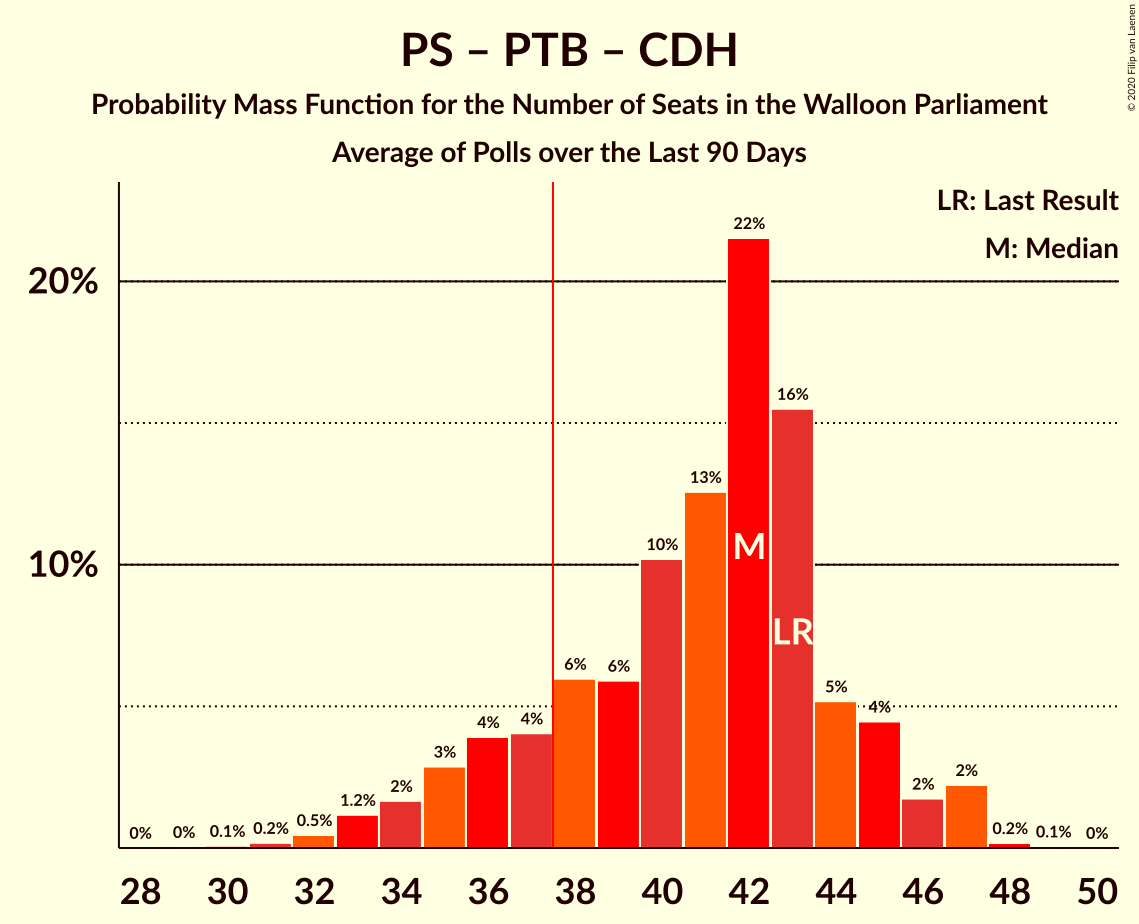 PS – PTB – CDH
Probability Mass Function for the Number of Seats in the Walloon Parliament
Average of Polls over the Last 90 Days
© 2020 Filip van Laenen
LR: Last Result
M: Median
20%
10%
0%
0%
0.1%
0.2%
0.5%
1.2%
2%
3%
4%
4%
6%
6%
10%
13%
22%
16%
5%
4%
2%
2%
0.2%
0.1%
0%
M
LR
28 30 32 34 36 38 40 42 44 46 48 50